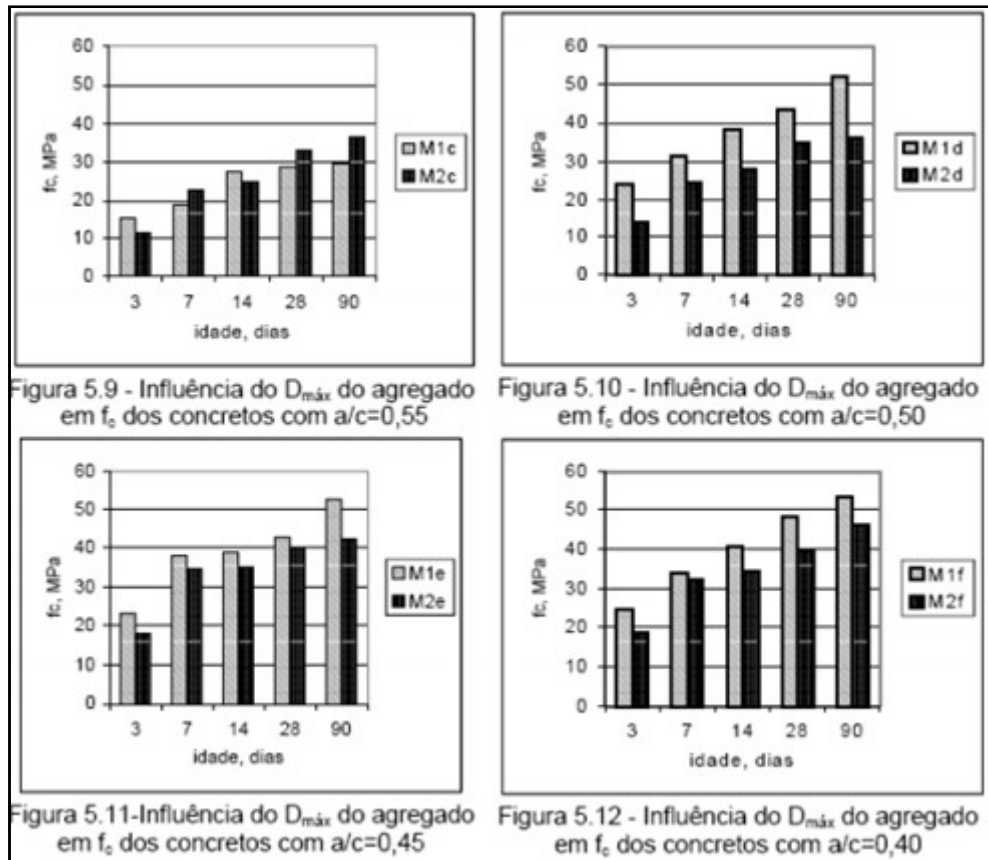 60
50
40
30
20
10
0
fc, MPa
3 7 14 28 90
idade, dias
M1c
M2c
Figura 5.9 - Influência do Dmáx do agregado
em fc dos concretos com a/c=0,55
60
50
40
30
20
10
0
fc, MPa
3 7 14 28 90
idade, dias
M1d
M2d
Figura 5.10 - Influência do Dmáx do agregado
em fc dos concretos com a/c=0,50
60
50
40
30
20
10
0
fc, MPa
3 7 14 28 90
idade, dias
M1e
M2e
Figura 5.11-Influência do Dmáx do agregado
em fc dos concretos com a/c=0,45
60
50
40
30
20
10
0
fc, MPa
3 7 14 28 90
idade, dias
M1f
M2f
Figura 5.12 - Influência do Dmáx do agregado
em fc dos concretos com a/c=0,40